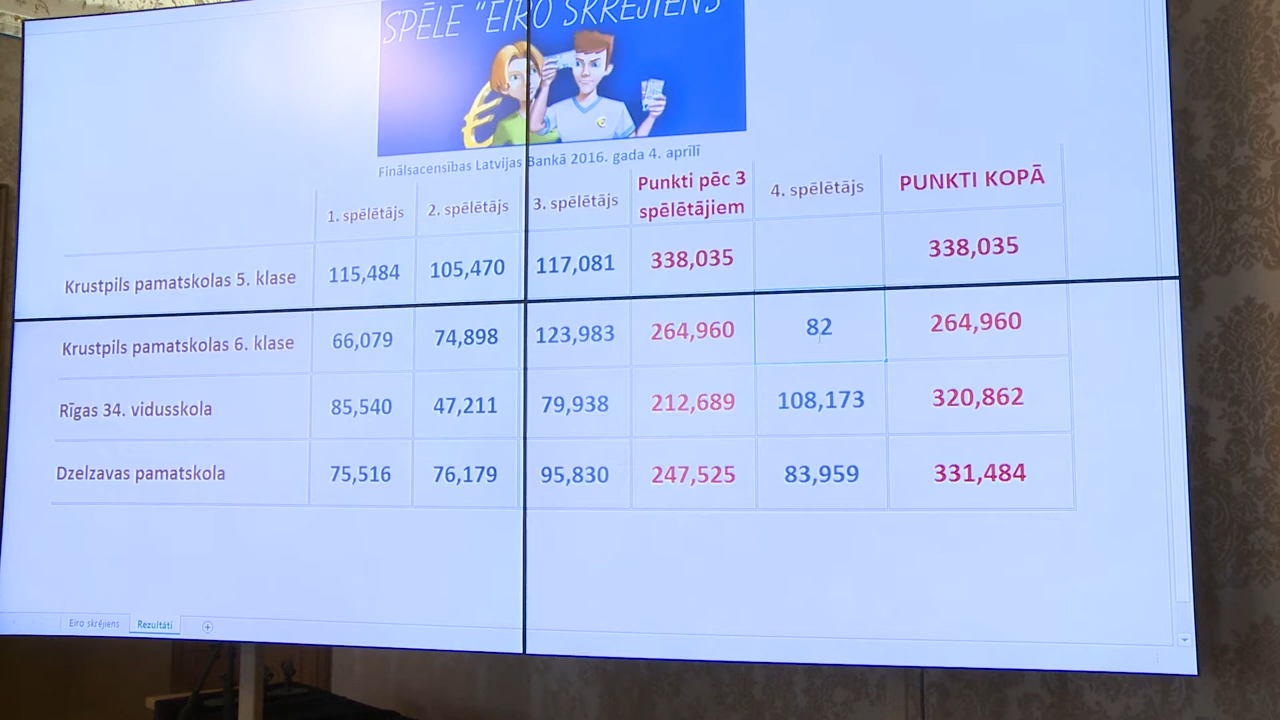 SPĒLE "EIRO SKRĒJIENS
Finālsacensības Latvijas Bankā 2016. gada 4. aprīlī
1. spēlētājs 2. spēlētājs 3. spēlētājs Punkti pēc 3 spēlētājiem 4. spēlētājs PUNKTI KOPĀ
Krustpils pamatskolas 5. klase 115,484 105,470 117,081 338,035 338,035
Krustpils pamatskolas 6. klase 66,079 74,898 123,983 264,960 82 264,960
Rīgas 34. vidusskola 85,540 47,211 79,938 212,689 108,173 320,862
Dzelzavas pamatskola 75,516 76,179 95,830 247,525 83,959 331,484
Eiro skrējiens Rezultāti